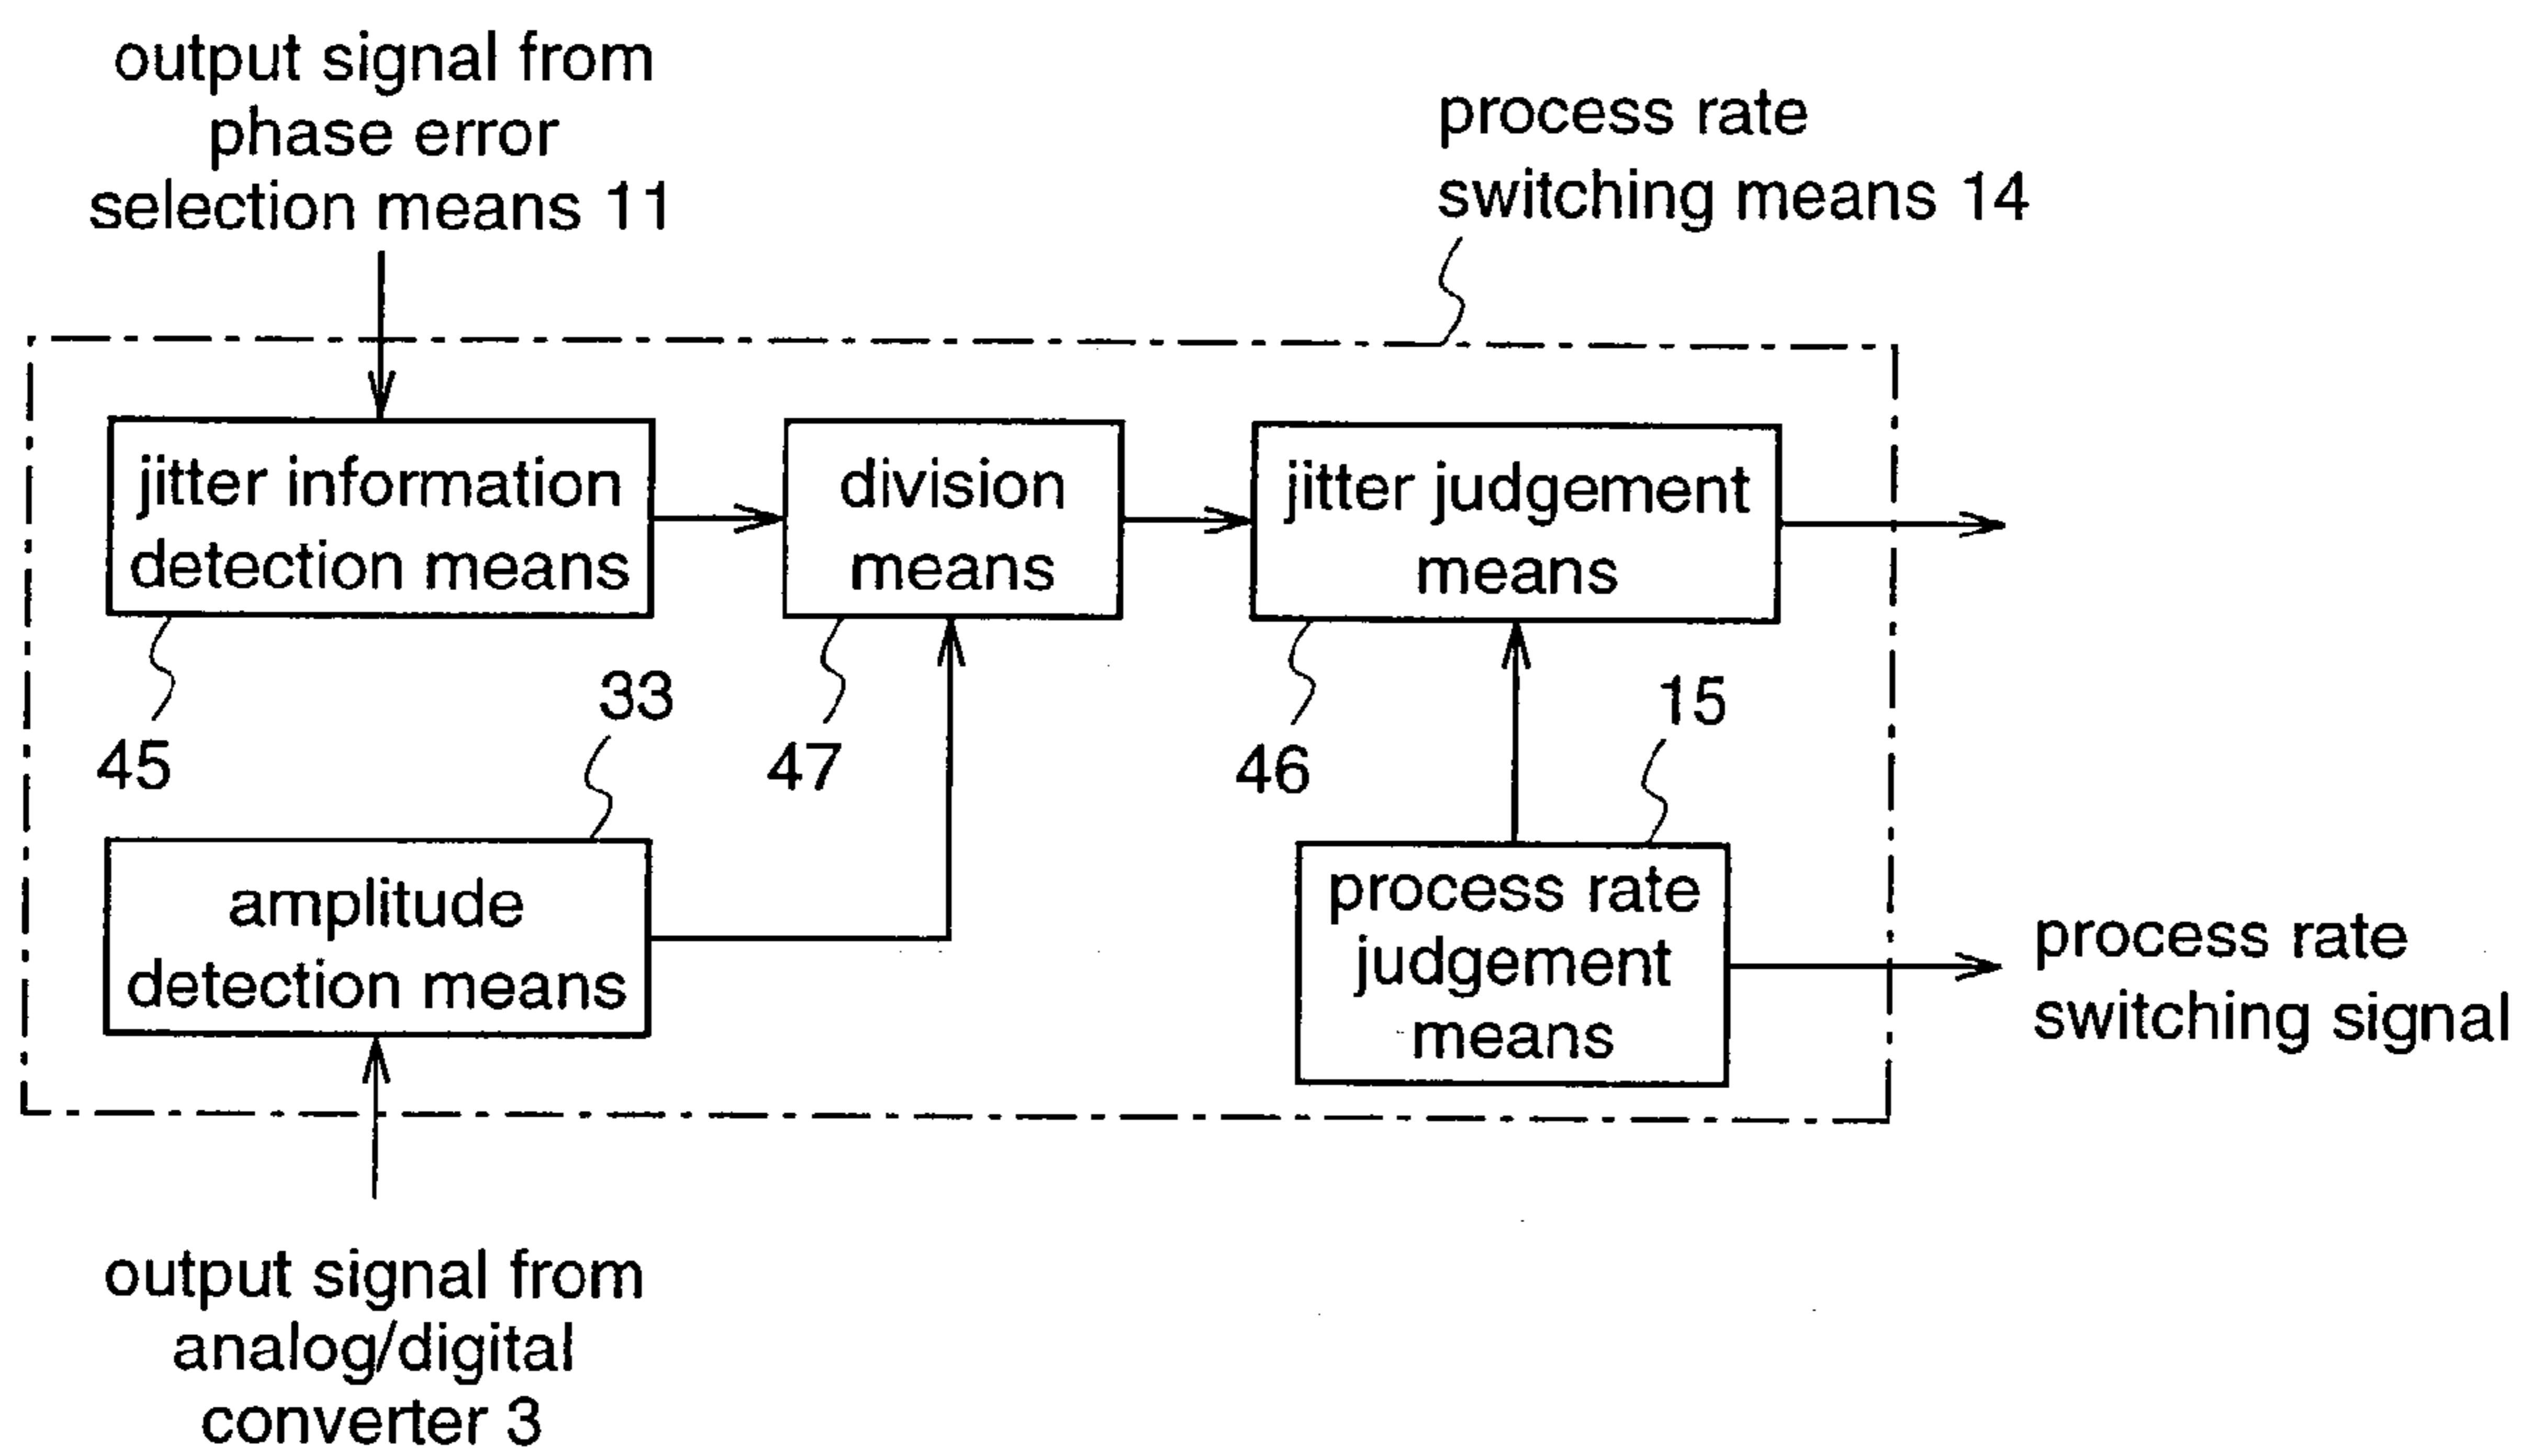 output signal from
phase error
selection means 11
process rate
switching means 14
jitter information
detection means
division
means
jitter judgement
means
45
33
47
46
15
amplitude
detection means
process rate
judgement
means
process rate
switching signal
output signal from
analog/digital
converter 3